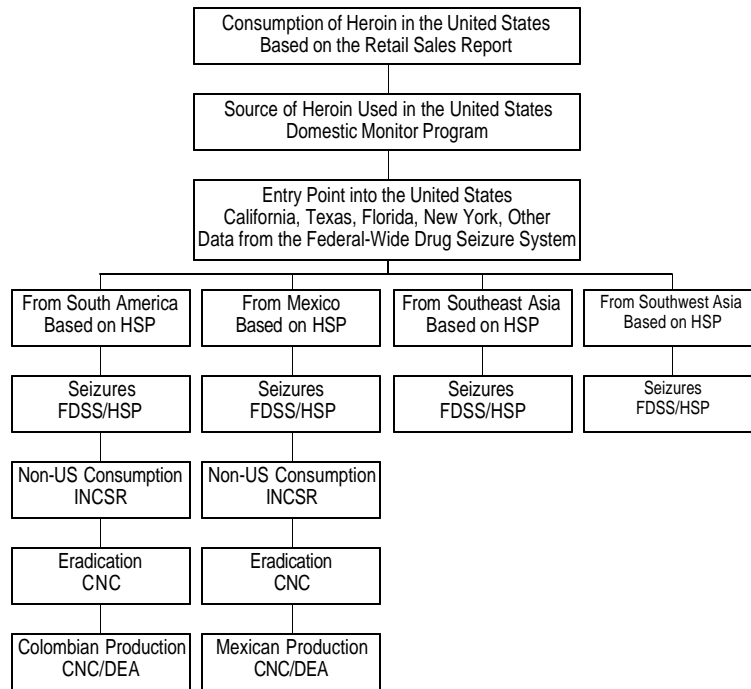 Consumption of Heroin in the United States
Based on the Retail Sales Report
Source of Heroin Used in the United States
Domestic Monitor Program
Entry Point into the United States
California, Texas, Florida, New York, Other
Data from the Federal-Wide Drug Seizure System
From South America
Based on HSP
From Mexico
Based on HSP
From Southeast Asia
Based on HSP
From Southwest Asia
Based on HSP
Seizures
FDSS/HSP
Seizures
FDSS/HSP
Seizures
FDSS/HSP
Seizures
FDSS/HSP
Non-US Consumption
INCSR
Non-US Consumption
INCSR
Eradication
CNC
Eradication
CNC
Colombian Production
CNC/DEA
Mexican Production
CNC/DEA